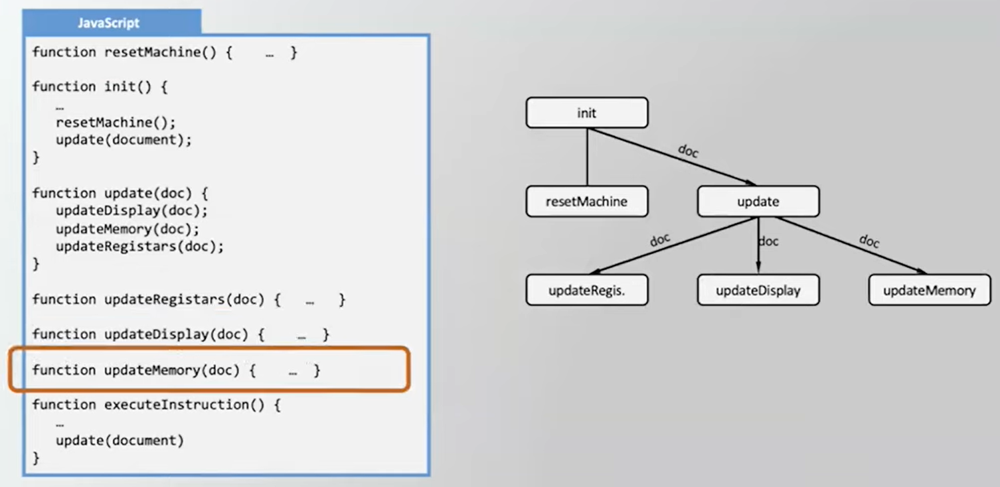 JavaScript
function resetMachine() {    …  }
function init() {
…
resetMachine();
update(document);
}
function update(doc) {
updateDisplay(doc);
updateMemory(doc);
updateRegistars(doc);
}
function updateRegistars(doc) {   …   }
function updateDisplay(doc) {    …  }
function updateMemory(doc) {    …  }
function executeInstruction() {
…
update(document)
}
init
doc
resetMachine
update
doc
doc
doc
updateRegis.
updateDisplay
updateMemory